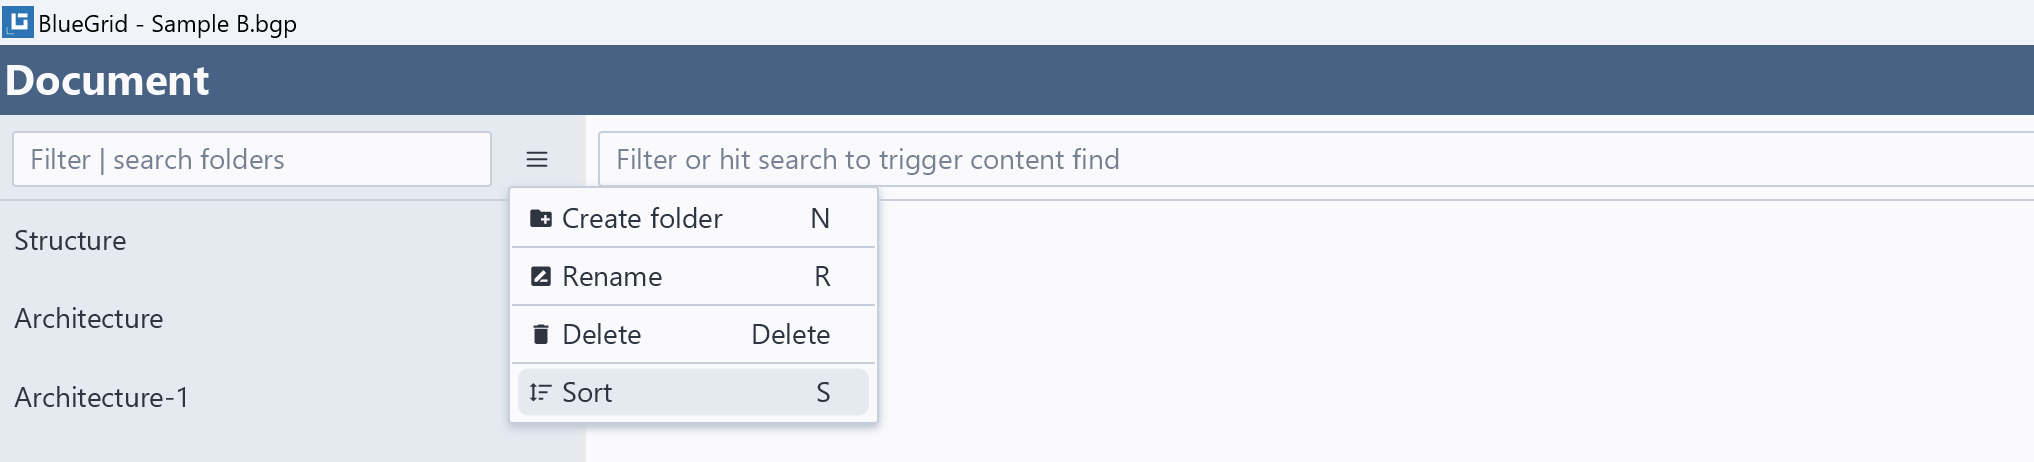 BlueGrid - Sample B.bgp
Document
Filter | search folders
Filter or hit search to trigger content find
Create folder N
Rename R
Delete Delete
Sort S
Structure
Architecture
Architecture-1